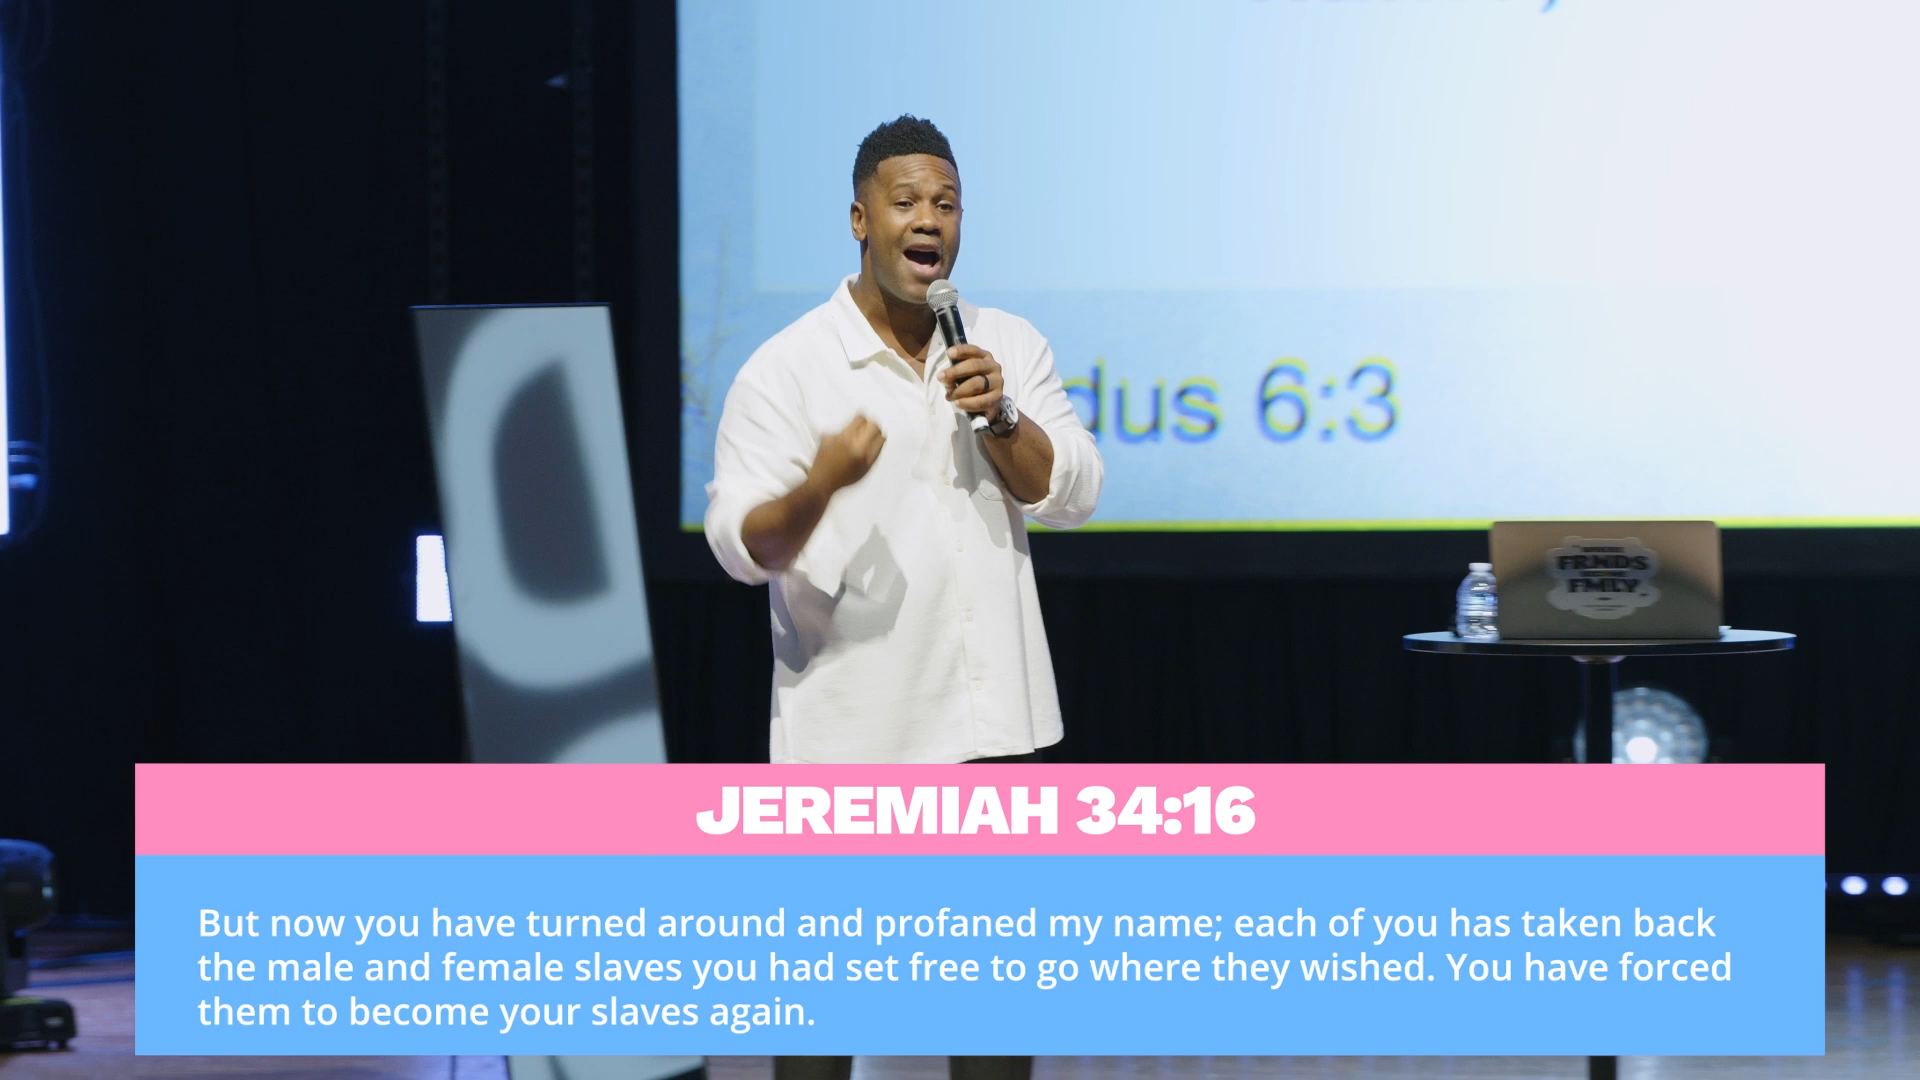 dus 6:3
FRNDS
FMLY
JEREMIAH 34:16
But now you have turned around and profaned my name; each of you has taken back
the male and female slaves you had set free to go where they wished. You have forced
them to become your slaves again.